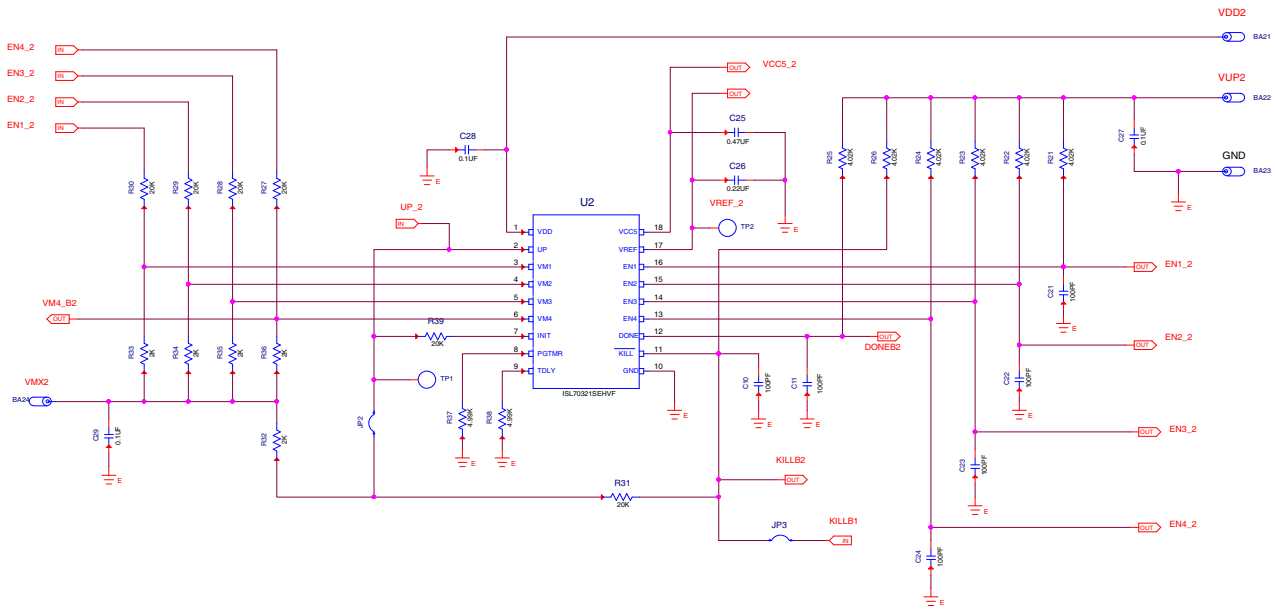 VDD2
BA21
EN4_2
IN
EN3_2
IN
EN2_2
IN
EN1_2
IN
OUT
VCC5_2
OUT
VUP2
BA22
C25
0.47UF
C26
0.22UF
C28
0.1UF
E
E
R25
4.02K
R26
4.02K
R24
4.02K
R23
4.02K
R22
4.02K
R21
4.02K
C27
0.1UF
GND
BA23
E
R30
20K
R29
20K
R28
20K
R27
20K
UP_2
IN
VREF_2
TP2
U2
1
VDD
2
UP
3
VM1
4
VM2
5
VM3
6
VM4
7
INIT
8
PGTMR
9
TDLY
VCC5
18
VREF
17
EN1
16
EN2
15
EN3
14
EN4
13
DONE
12
KILL
11
GND
10
ISL70321SEHVF
OUT
EN1_2
C21
100PF
E
VM4_B2
OUT
R39
20K
OUT
DONEB2
OUT
EN2_2
R33
2K
R34
2K
R35
2K
R36
2K
TP1
C10
100PF
E
C11
100PF
E
E
C22
100PF
E
VMX2
BA24
C29
0.1UF
E
R32
2K
JP2
R37
4.99K
E
R38
4.99K
E
OUT
EN3_2
C23
100PF
E
KILLB2
OUT
R31
20K
JP3
KILLB1
IN
OUT
EN4_2
C24
100PF
E